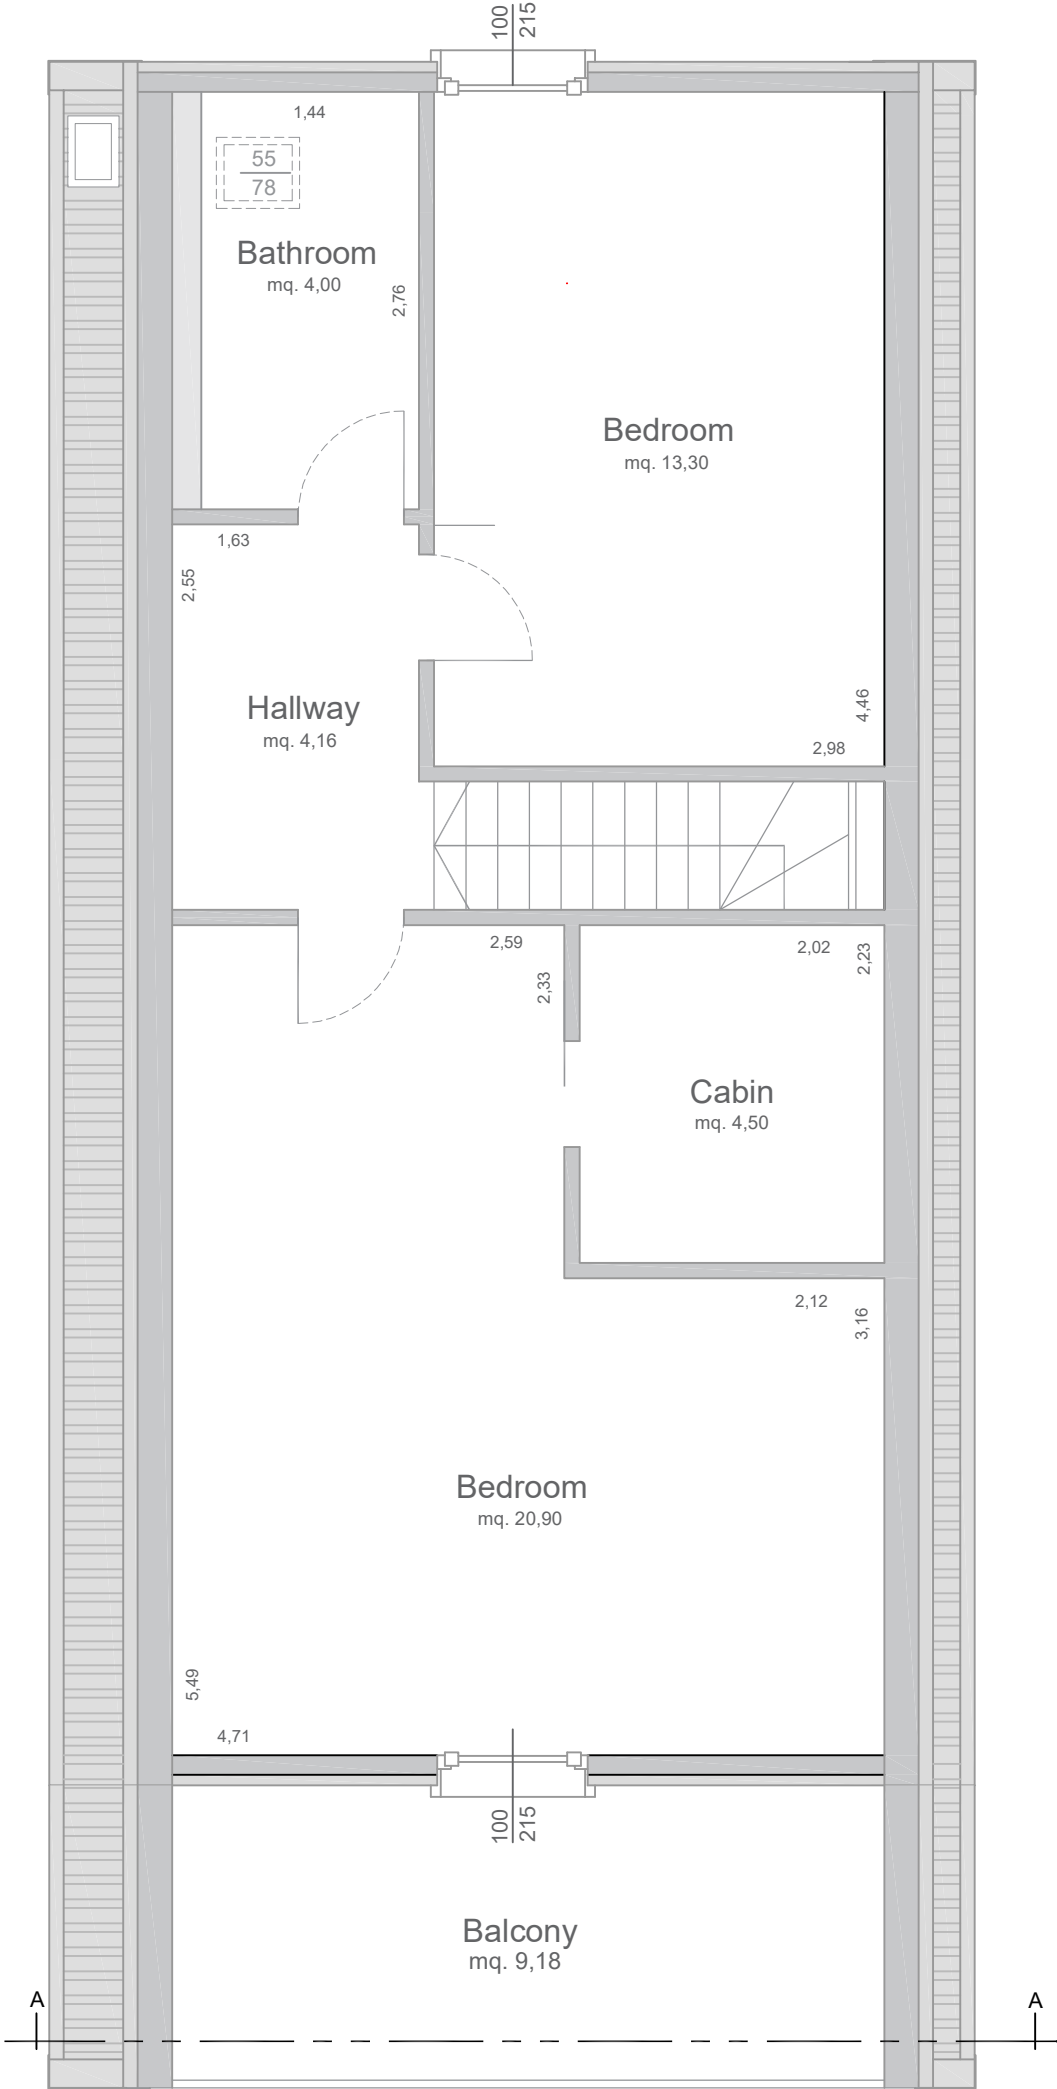 100
215
1,44
55
78
Bathroom
mq. 4,00
2,76
Bedroom
mq. 13,30
1,63
2,55
Hallway
mq. 4,16
4,46
2,98
2,59
2,33
2,02
2,23
Cabin
mq. 4,50
2,12
3,16
Bedroom
mq. 20,90
5,49
4,71
100
215
Balcony
mq. 9,18
A
A